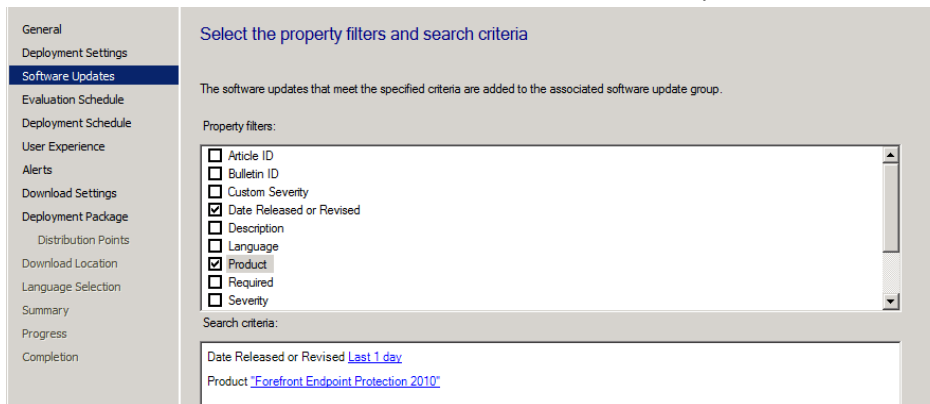 General
Deployment Settings
Software Updates
Evaluation Schedule
Deployment Schedule
User Experience
Alerts
Download Settings
Deployment Package
Distribution Points
Download Location
Language Selection
Summary
Progress
Completion
Select the property filters and search criteria
The software updates that meet the specified criteria are added to the associated software update group.
Property filters:
Article ID
Bulletin ID
Custom Severity
Date Released or Revised
Description
Language
Product
Required
Severity
Search criteria:
Date Released or Revised Last 1 day
Product "Forefront Endpoint Protection 2010"